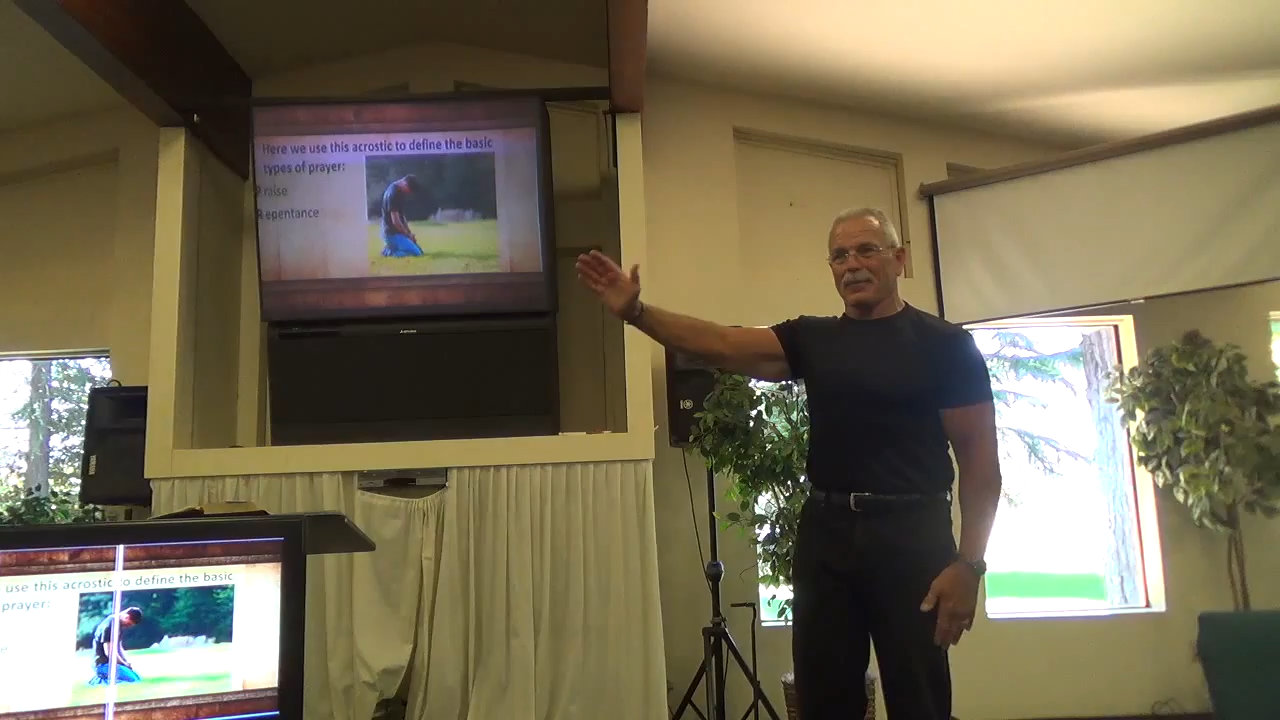 Here we use this acrostic to define the basic
types of prayer:
P raise
R epentance
use this acrostic to define the basic
prayer: